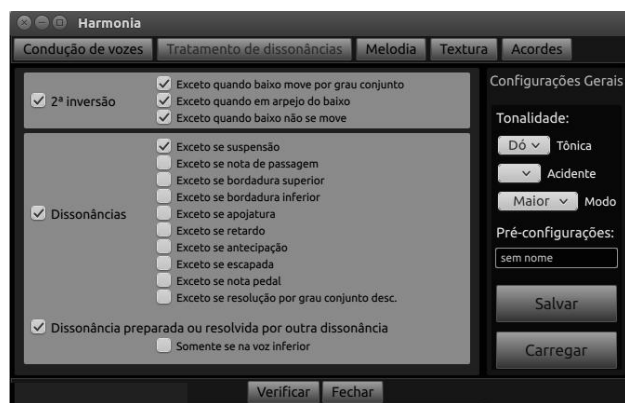 Harmonia
Condução de vozes Tratamento de dissonâncias Melodia Textura Acordes
2ª inversão
Exceto quando baixo move por grau conjunto
Exceto quando em arpejo do baixo
Exceto quando baixo não se move
Dissonâncias
Exceto se suspensão
Exceto se nota de passagem
Exceto se bordadura superior
Exceto se bordadura inferior
Exceto se apojatura
Exceto se retardo
Exceto se antecipação
Exceto se escapada
Exceto se nota pedal
Exceto se resolução por grau conjunto desc.
Dissonância preparada ou resolvida por outra dissonância
Somente se na voz inferior
Configurações Gerais
Tonalidade:
Dó Tônica
Acidente
Maior Modo
Pré-configurações:
sem nome
Salvar
Carregar
Verificar Fechar